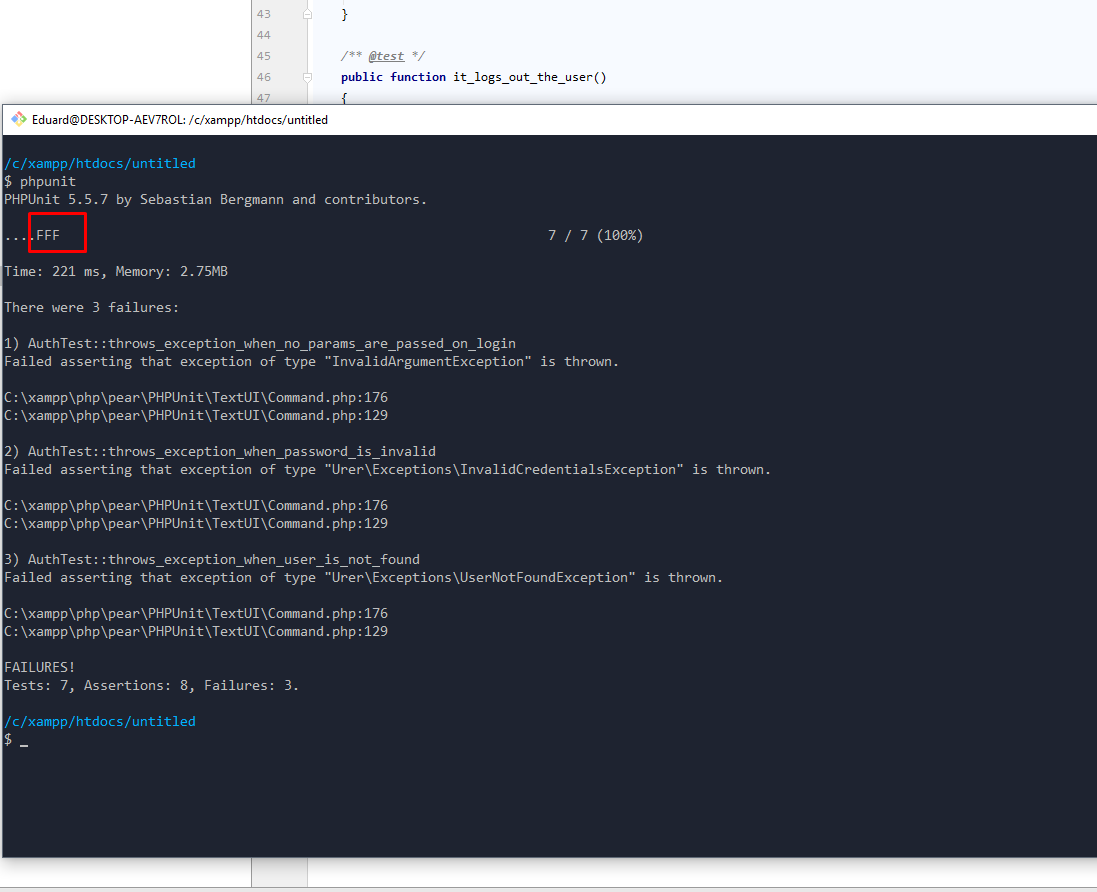 43 }
44
45 /** @test */
46 public function it_logs_out_the_user()
47 {
Eduard@DESKTOP-AEV7ROL: /c/xampp/htdocs/untitled
/c/xampp/htdocs/untitled
$ phpunit
PHPUnit 5.5.7 by Sebastian Bergmann and contributors.
....FFF 7 / 7 (100%)
Time: 221 ms, Memory: 2.75MB
There were 3 failures:
1) AuthTest::throws_exception_when_no_params_are_passed_on_login
Failed asserting that exception of type "InvalidArgumentException" is thrown.
C:\xampp\php\pear\PHPUnit\TextUI\Command.php:176
C:\xampp\php\pear\PHPUnit\TextUI\Command.php:129
2) AuthTest::throws_exception_when_password_is_invalid
Failed asserting that exception of type "Urer\Exceptions\InvalidCredentialsException" is thrown.
C:\xampp\php\pear\PHPUnit\TextUI\Command.php:176
C:\xampp\php\pear\PHPUnit\TextUI\Command.php:129
3) AuthTest::throws_exception_when_user_is_not_found
Failed asserting that exception of type "Urer\Exceptions\UserNotFoundException" is thrown.
C:\xampp\php\pear\PHPUnit\TextUI\Command.php:176
C:\xampp\php\pear\PHPUnit\TextUI\Command.php:129
FAILURES!
Tests: 7, Assertions: 8, Failures: 3.
/c/xampp/htdocs/untitled
$ _